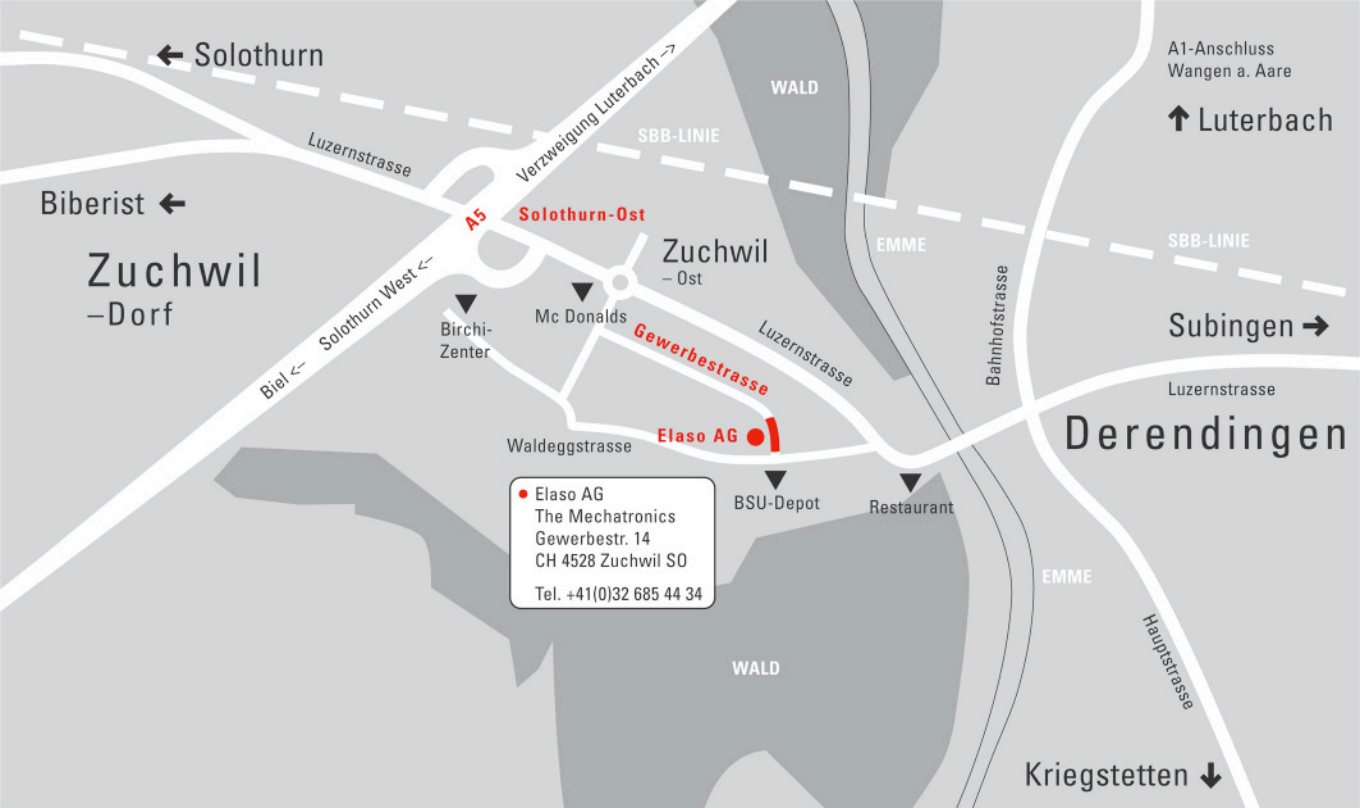 ← Solothurn
A1-Anschluss
Wangen a. Aare
↑ Luterbach
WALD
Verzweigung Luterbach ->
SBB-LINIE
Luzernstrasse
Biberist ←
A5
Solothurn-Ost
Zuchwil
– Ost
EMME
SBB-LINIE
Zuchwil
–Dorf
Solothurn West <-
Biel <-
Birchi-
Zenter
Mc Donalds
Gewerbestrasse
Luzernstrasse
Bahnhofstrasse
Subingen →
Luzernstrasse
Derendingen
Waldeggstrasse
Elaso AG
BSU-Depot
Restaurant
Elaso AG
The Mechatronics
Gewerbestr. 14
CH 4528 Zuchwil SO
Tel. +41(0)32 685 44 34
EMME
WALD
Hauptstrasse
Kriegstetten ↓